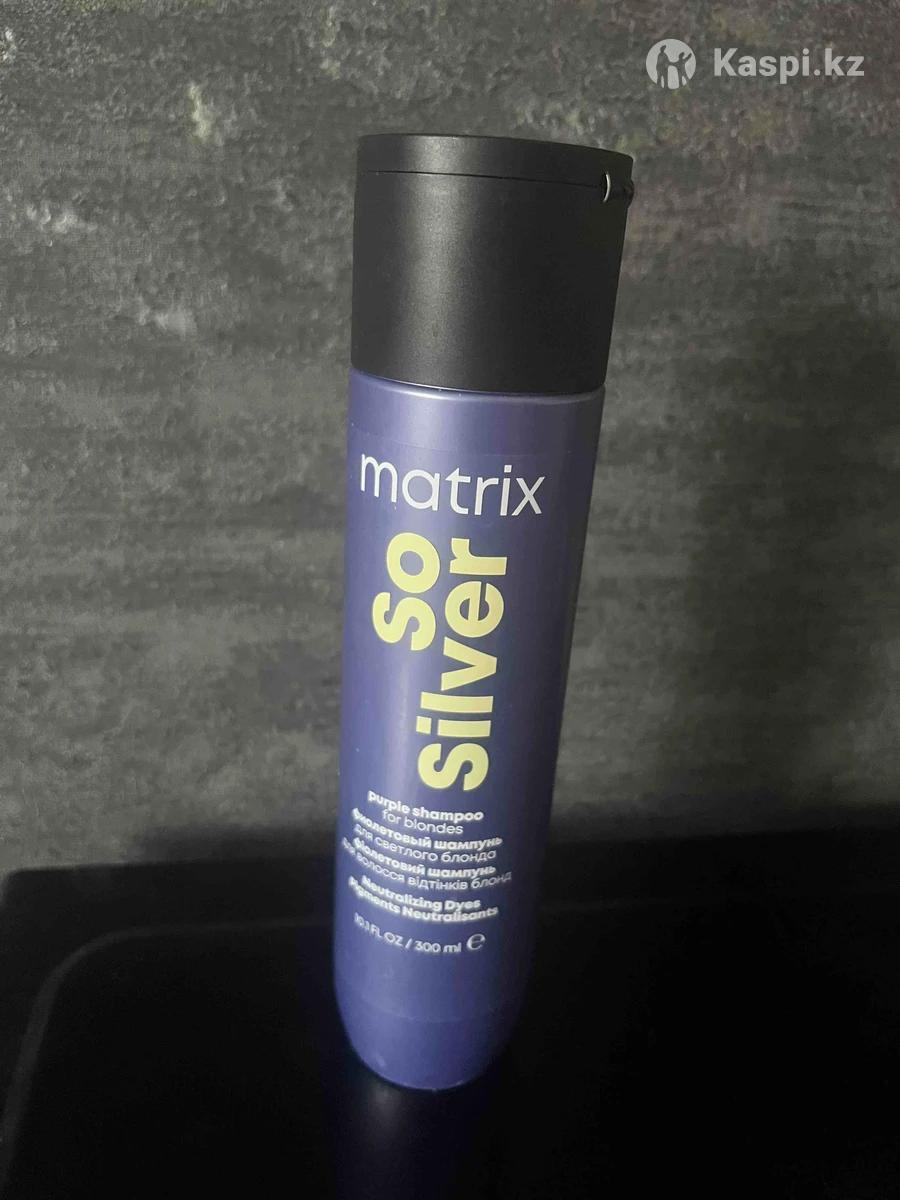 Kaspi.kz
matrix
So
Silver
purple shampoo
for blondes
фиолетовый шампунь
для светлого блонда
фіолетовий шампунь
для волосся відтінків блонд
Neutralizing Dyes
Pigments Neutralisants
10.1 FL OZ / 300 ml e